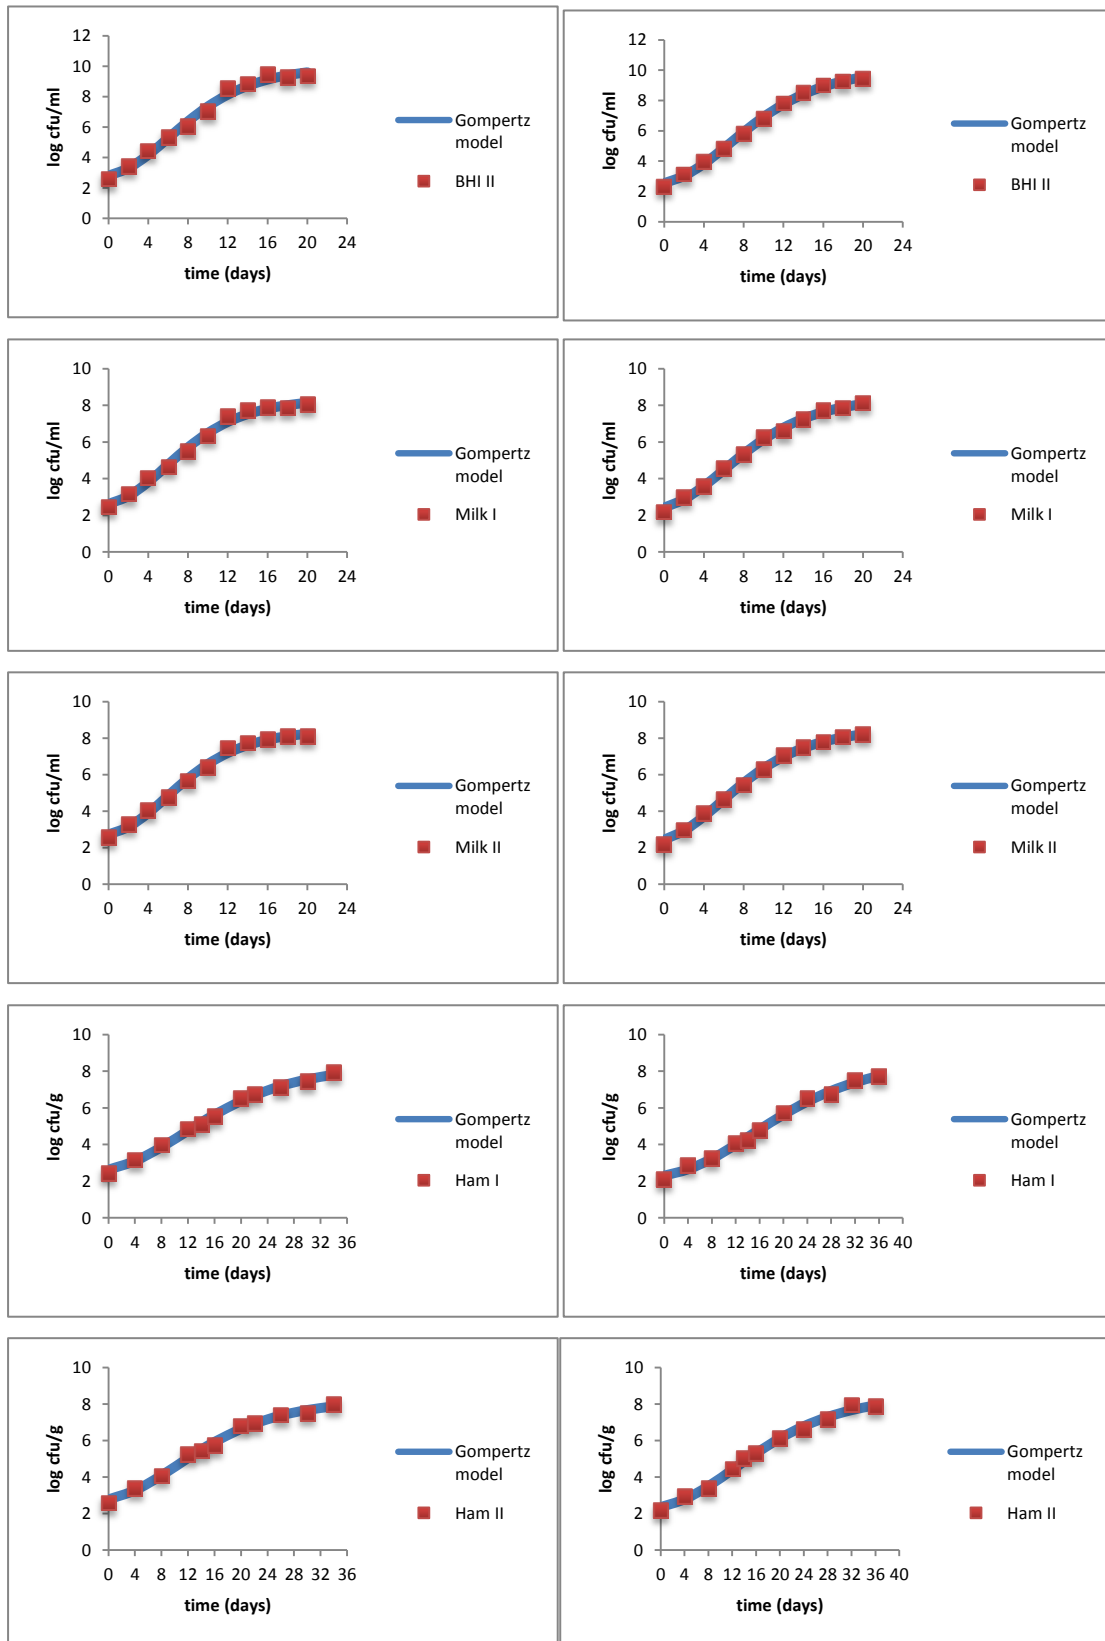 12
10
8
6
4
2
0
log cfu/ml
0 4 8 12 16 20 24
time (days)
Gompertz
model
BHI II
12
10
8
6
4
2
0
log cfu/ml
0 4 8 12 16 20 24
time (days)
Gompertz
model
BHI II
10
8
6
4
2
0
log cfu/ml
0 4 8 12 16 20 24
time (days)
Gompertz
model
Milk I
10
8
6
4
2
0
log cfu/ml
0 4 8 12 16 20 24
time (days)
Gompertz
model
Milk I
10
8
6
4
2
0
log cfu/ml
0 4 8 12 16 20 24
time (days)
Gompertz
model
Milk II
10
8
6
4
2
0
log cfu/ml
0 4 8 12 16 20 24
time (days)
Gompertz
model
Milk II
10
8
6
4
2
0
log cfu/g
0 4 8 12 16 20 24 28 32 36
time (days)
Gompertz
model
Ham I
10
8
6
4
2
0
log cfu/g
0 4 8 12 16 20 24 28 32 36 40
time (days)
Gompertz
model
Ham I
10
8
6
4
2
0
log cfu/g
0 4 8 12 16 20 24 28 32 36
time (days)
Gompertz
model
Ham II
10
8
6
4
2
0
log cfu/g
0 4 8 12 16 20 24 28 32 36 40
time (days)
Gompertz
model
Ham II